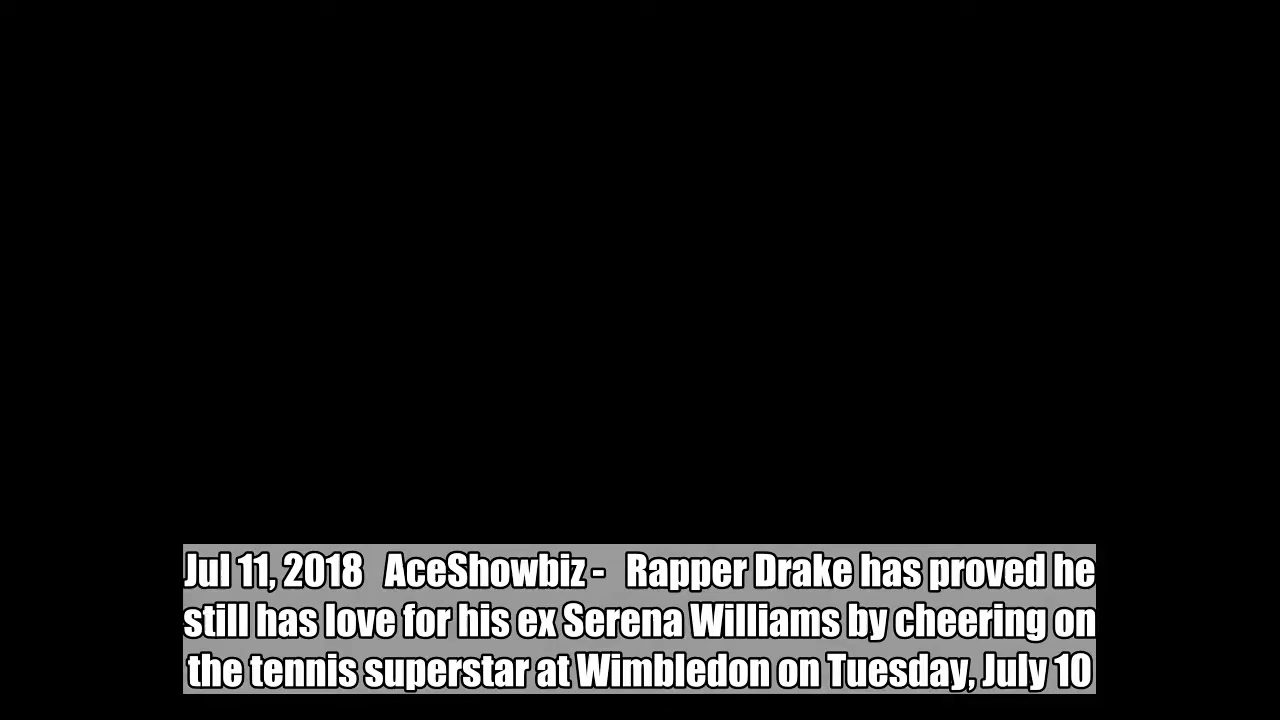 Jul 11, 2018   AceShowbiz -   Rapper Drake has proved he
still has love for his ex Serena Williams by cheering on
the tennis superstar at Wimbledon on Tuesday, July 10